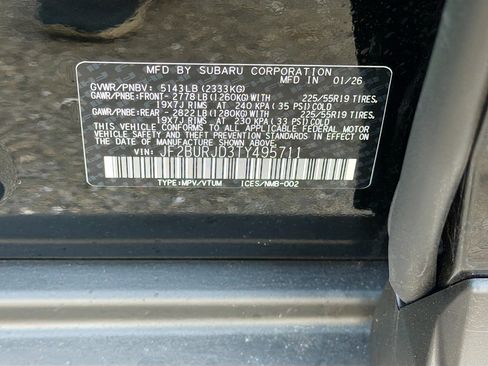 MFD BY SUBARU CORPORATION 01/26
GVWR/PNBV: 5143LB(2333KG)
GAWR/PNBE:FRONT-2778LB(1260KG)WITH 225/55R19 TIRES,
19X7J RIMS AT 240 KPA(35 PSI)COLD
GAWR/PNBE:REAR -2822LB(1280KG)WITH 225/55R19 TIRES,
19X7J RIMS AT 230 KPA(33 PSI)COLD
THIS VEHICLE CONFORMS TO ALL APPLICABLE FEDERAL MOTOR
VEHICLE SAFETY AND THEFT PREVENTION STANDARDS IN EFFECT ON
THE DATE OF MANUFACTURE SHOWN ABOVE.
VIN: JF2BURJD3TY495711
TYPE:MPV/VTUM ICES/NMB-002